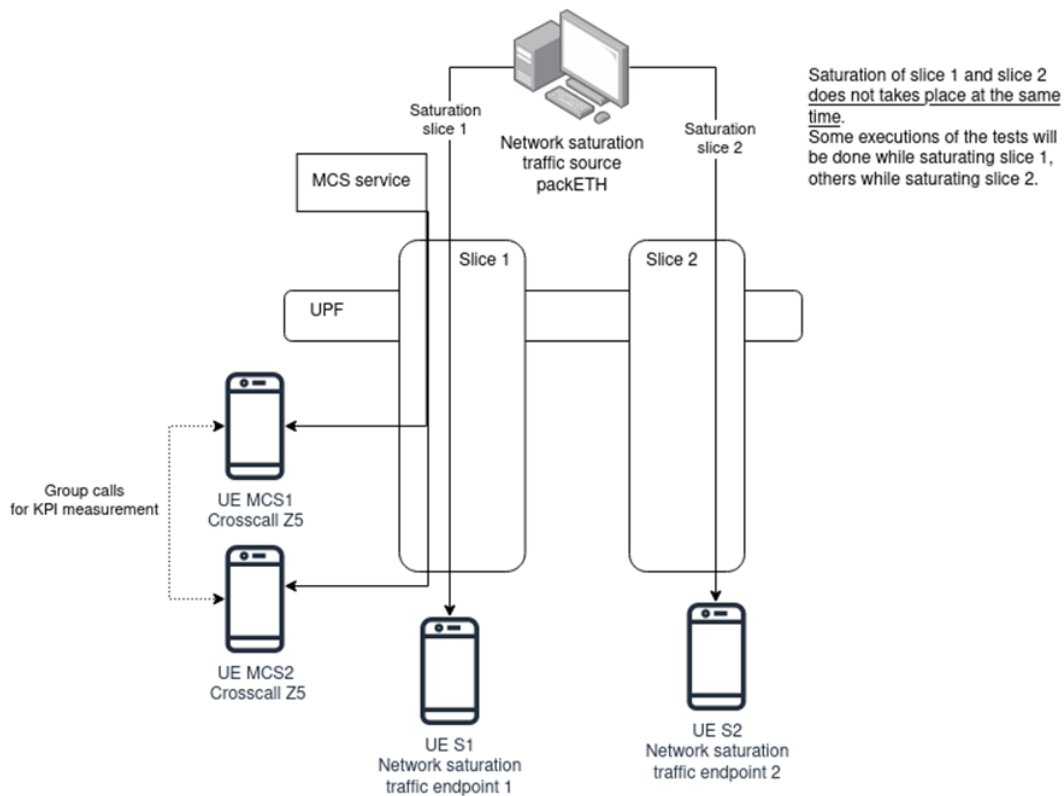 Saturation of slice 1 and slice 2
does not takes place at the same
time.
Some executions of the tests will
be done while saturating slice 1,
others while saturating slice 2.
Saturation
slice 1
Network saturation
traffic source
packETH
Saturation
slice 2
MCS service
Slice 1
Slice 2
UPF
Group calls
for KPI measurement
UE MCS1
Crosscall Z5
UE MCS2
Crosscall Z5
UE S1
Network saturation
traffic endpoint 1
UE S2
Network saturation
traffic endpoint 2